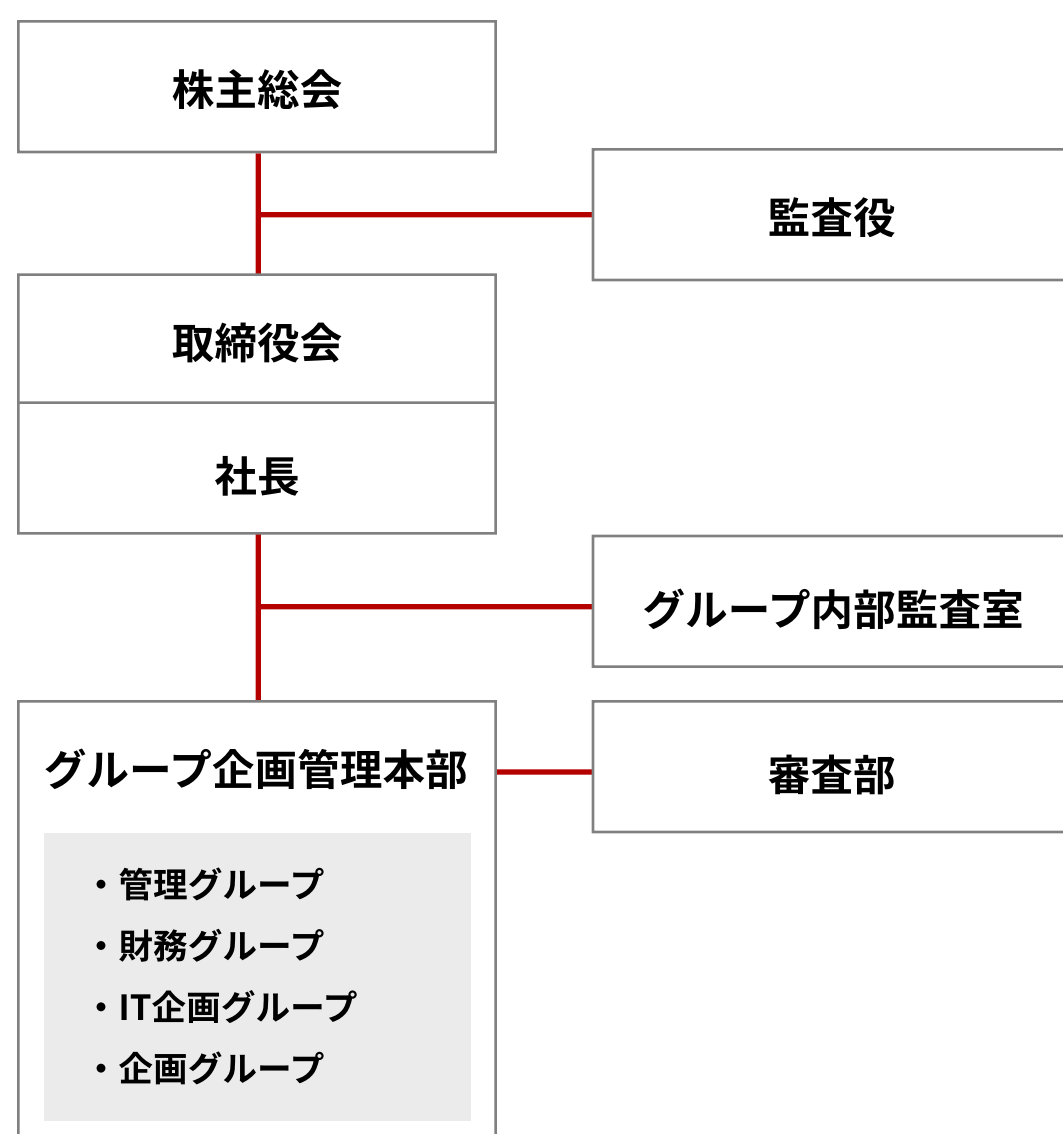 株主総会
監査役
取締役会
社長
グループ内部監査室
グループ企画管理本部
審査部
・管理グループ
・財務グループ
・IT企画グループ
・企画グループ